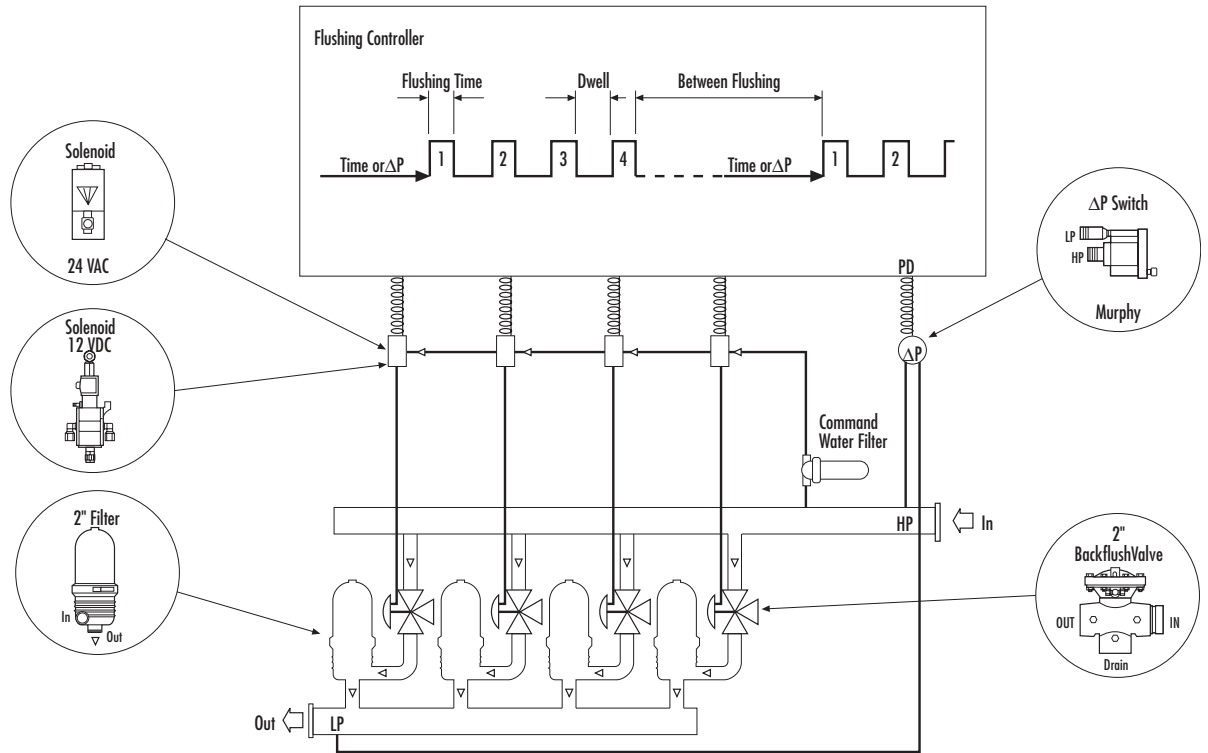 Flushing Controller
Flushing Time
Dwell
Between Flushing
Time or∆P
1
2
3
4
Time or∆P
1
2
Solenoid
24 VAC
Solenoid
12 VDC
2" Filter
In
Out
PD
∆P
∆P Switch
LP
HP
Murphy
Command
Water Filter
HP
In
2"
BackflushValve
OUT
IN
Drain
Out
LP